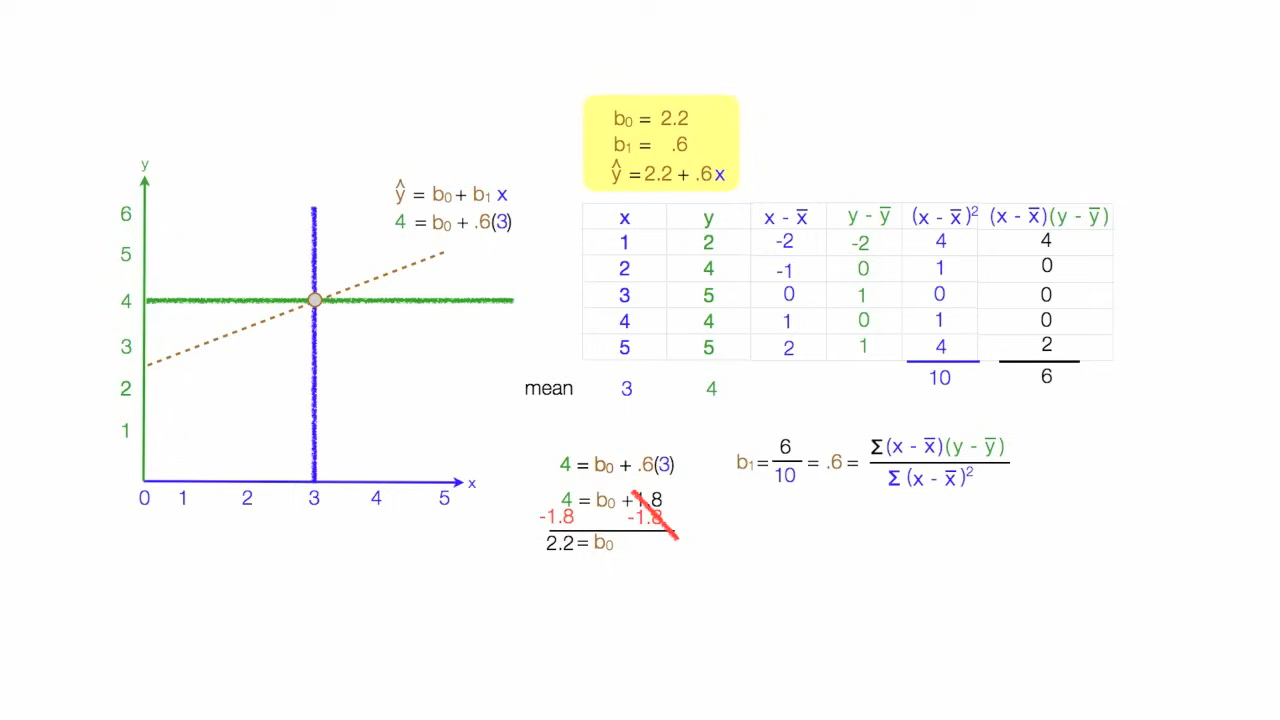 b₀ = 2.2
b₁ = .6
ŷ = 2.2 + .6x
y
ŷ = b₀ + b₁ x
4 = b₀ + .6(3)
6
5
4
3
2
1
0 1 2 3 4 5 x
x y x - x̅ y - y̅ (x - x̅)² (x - x̅)(y - y̅)
1 2 -2 -2 4 4
2 4 -1 0 1 0
3 5 0 1 0 0
4 4 1 0 1 0
5 5 2 1 4 2
mean 3 4 10 6
4 = b₀ + .6(3)
4 = b₀ + 1.8
-1.8 -1.8
2.2 = b₀
b₁ = 6/10 = .6 = Σ(x - x̅)(y - y̅) / Σ (x - x̅)²